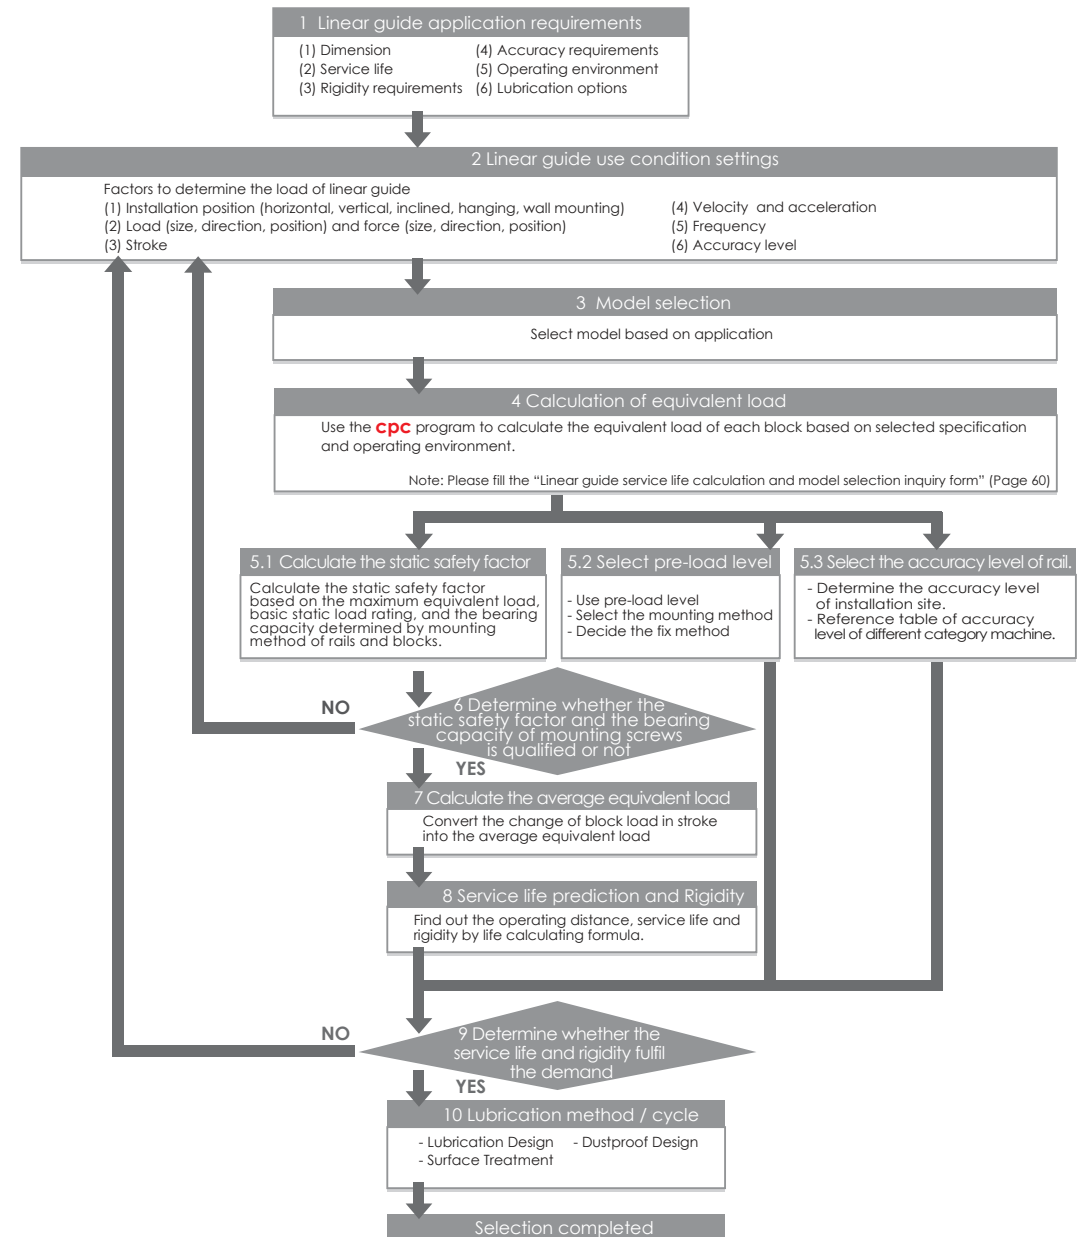 1 Linear guide application requirements
(1) Dimension
(2) Service life
(3) Rigidity requirements
(4) Accuracy requirements
(5) Operating environment
(6) Lubrication options
2 Linear guide use condition settings
Factors to determine the load of linear guide
(1) Installation position (horizontal, vertical, inclined, hanging, wall mounting)
(2) Load (size, direction, position) and force (size, direction, position)
(3) Stroke
(4) Velocity and acceleration
(5) Frequency
(6) Accuracy level
3 Model selection
Select model based on application
4 Calculation of equivalent load
Use the cpc program to calculate the equivalent load of each block based on selected specification
and operating environment.
Note: Please fill the “Linear guide service life calculation and model selection inquiry form” (Page 60)
5.1 Calculate the static safety factor
Calculate the static safety factor
based on the maximum equivalent load,
basic static load rating, and the bearing
capacity determined by mounting
method of rails and blocks.
5.2 Select pre-load level
- Use pre-load level
- Select the mounting method
- Decide the fix method
5.3 Select the accuracy level of rail.
- Determine the accuracy level
of installation site.
- Reference table of accuracy
level of different category machine.
NO
6 Determine whether the
static safety factor and the bearing
capacity of mounting screws
is qualified or not
YES
7 Calculate the average equivalent load
Convert the change of block load in stroke
into the average equivalent load
8 Service life prediction and Rigidity
Find out the operating distance, service life and
rigidity by life calculating formula.
NO
9 Determine whether the
service life and rigidity fulfil
the demand
YES
10 Lubrication method / cycle
- Lubrication Design
- Dustproof Design
- Surface Treatment
Selection completed